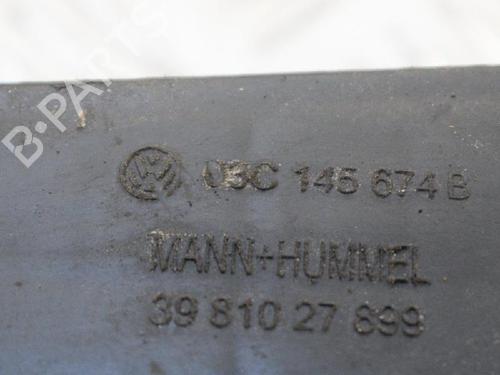 B-PARTS
VW 03C 145 674 B
MANN+HUMMEL
39 810 27 899